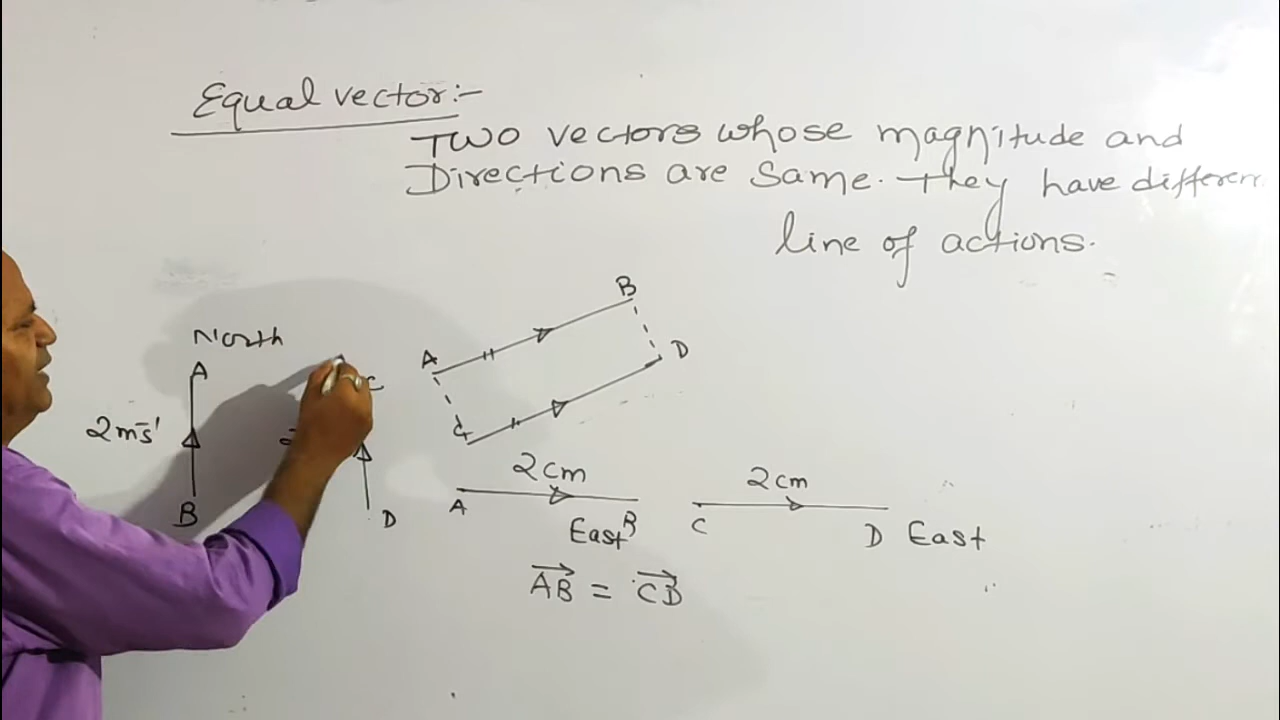 Equal vector:-
Two vectors whose magnitude and
Directions are same. They have differen
line of actions.
North
A
2ms⁻¹
B
2
C
D
A
B
C
D
2cm
A
B
East
2cm
C
D East
AB = CD